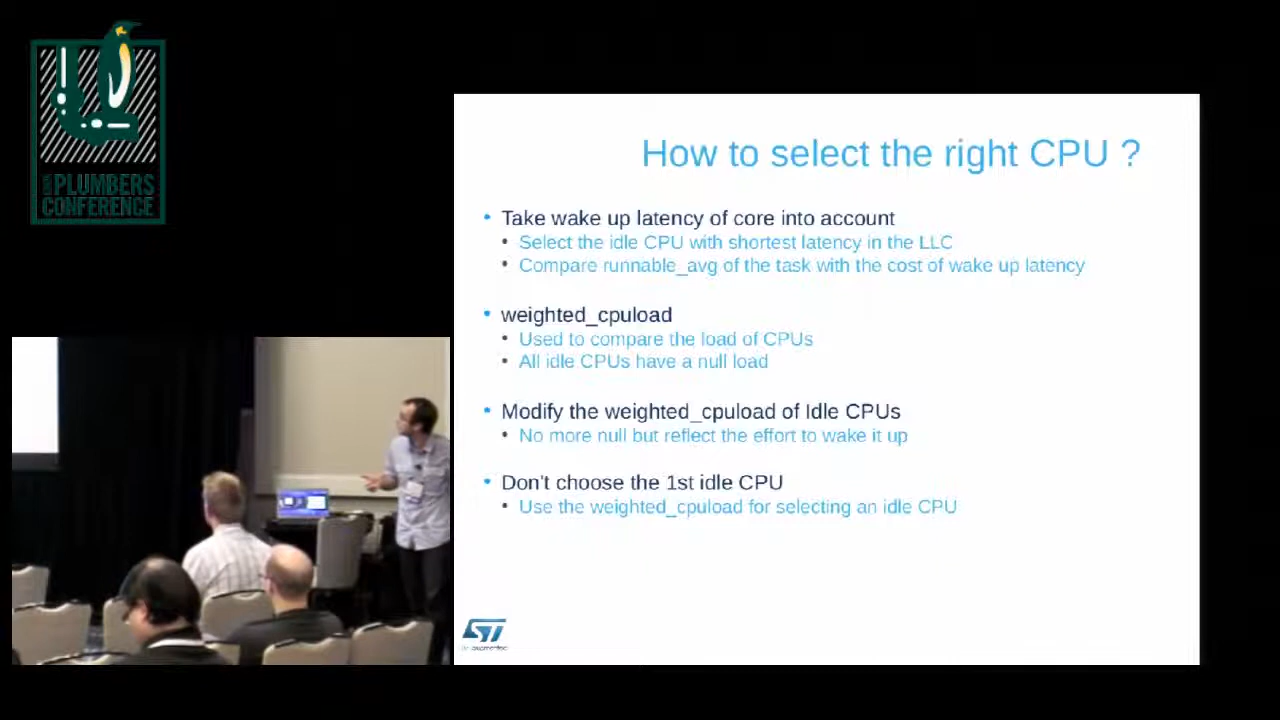 PLUMBERS
CONFERENCE
How to select the right CPU ?
• Take wake up latency of core into account
• Select the idle CPU with shortest latency in the LLC
• Compare runnable_avg of the task with the cost of wake up latency
• weighted_cpuload
• Used to compare the load of CPUs
• All idle CPUs have a null load
• Modify the weighted_cpuload of Idle CPUs
• No more null but reflect the effort to wake it up
• Don't choose the 1st idle CPU
• Use the weighted_cpuload for selecting an idle CPU
ST